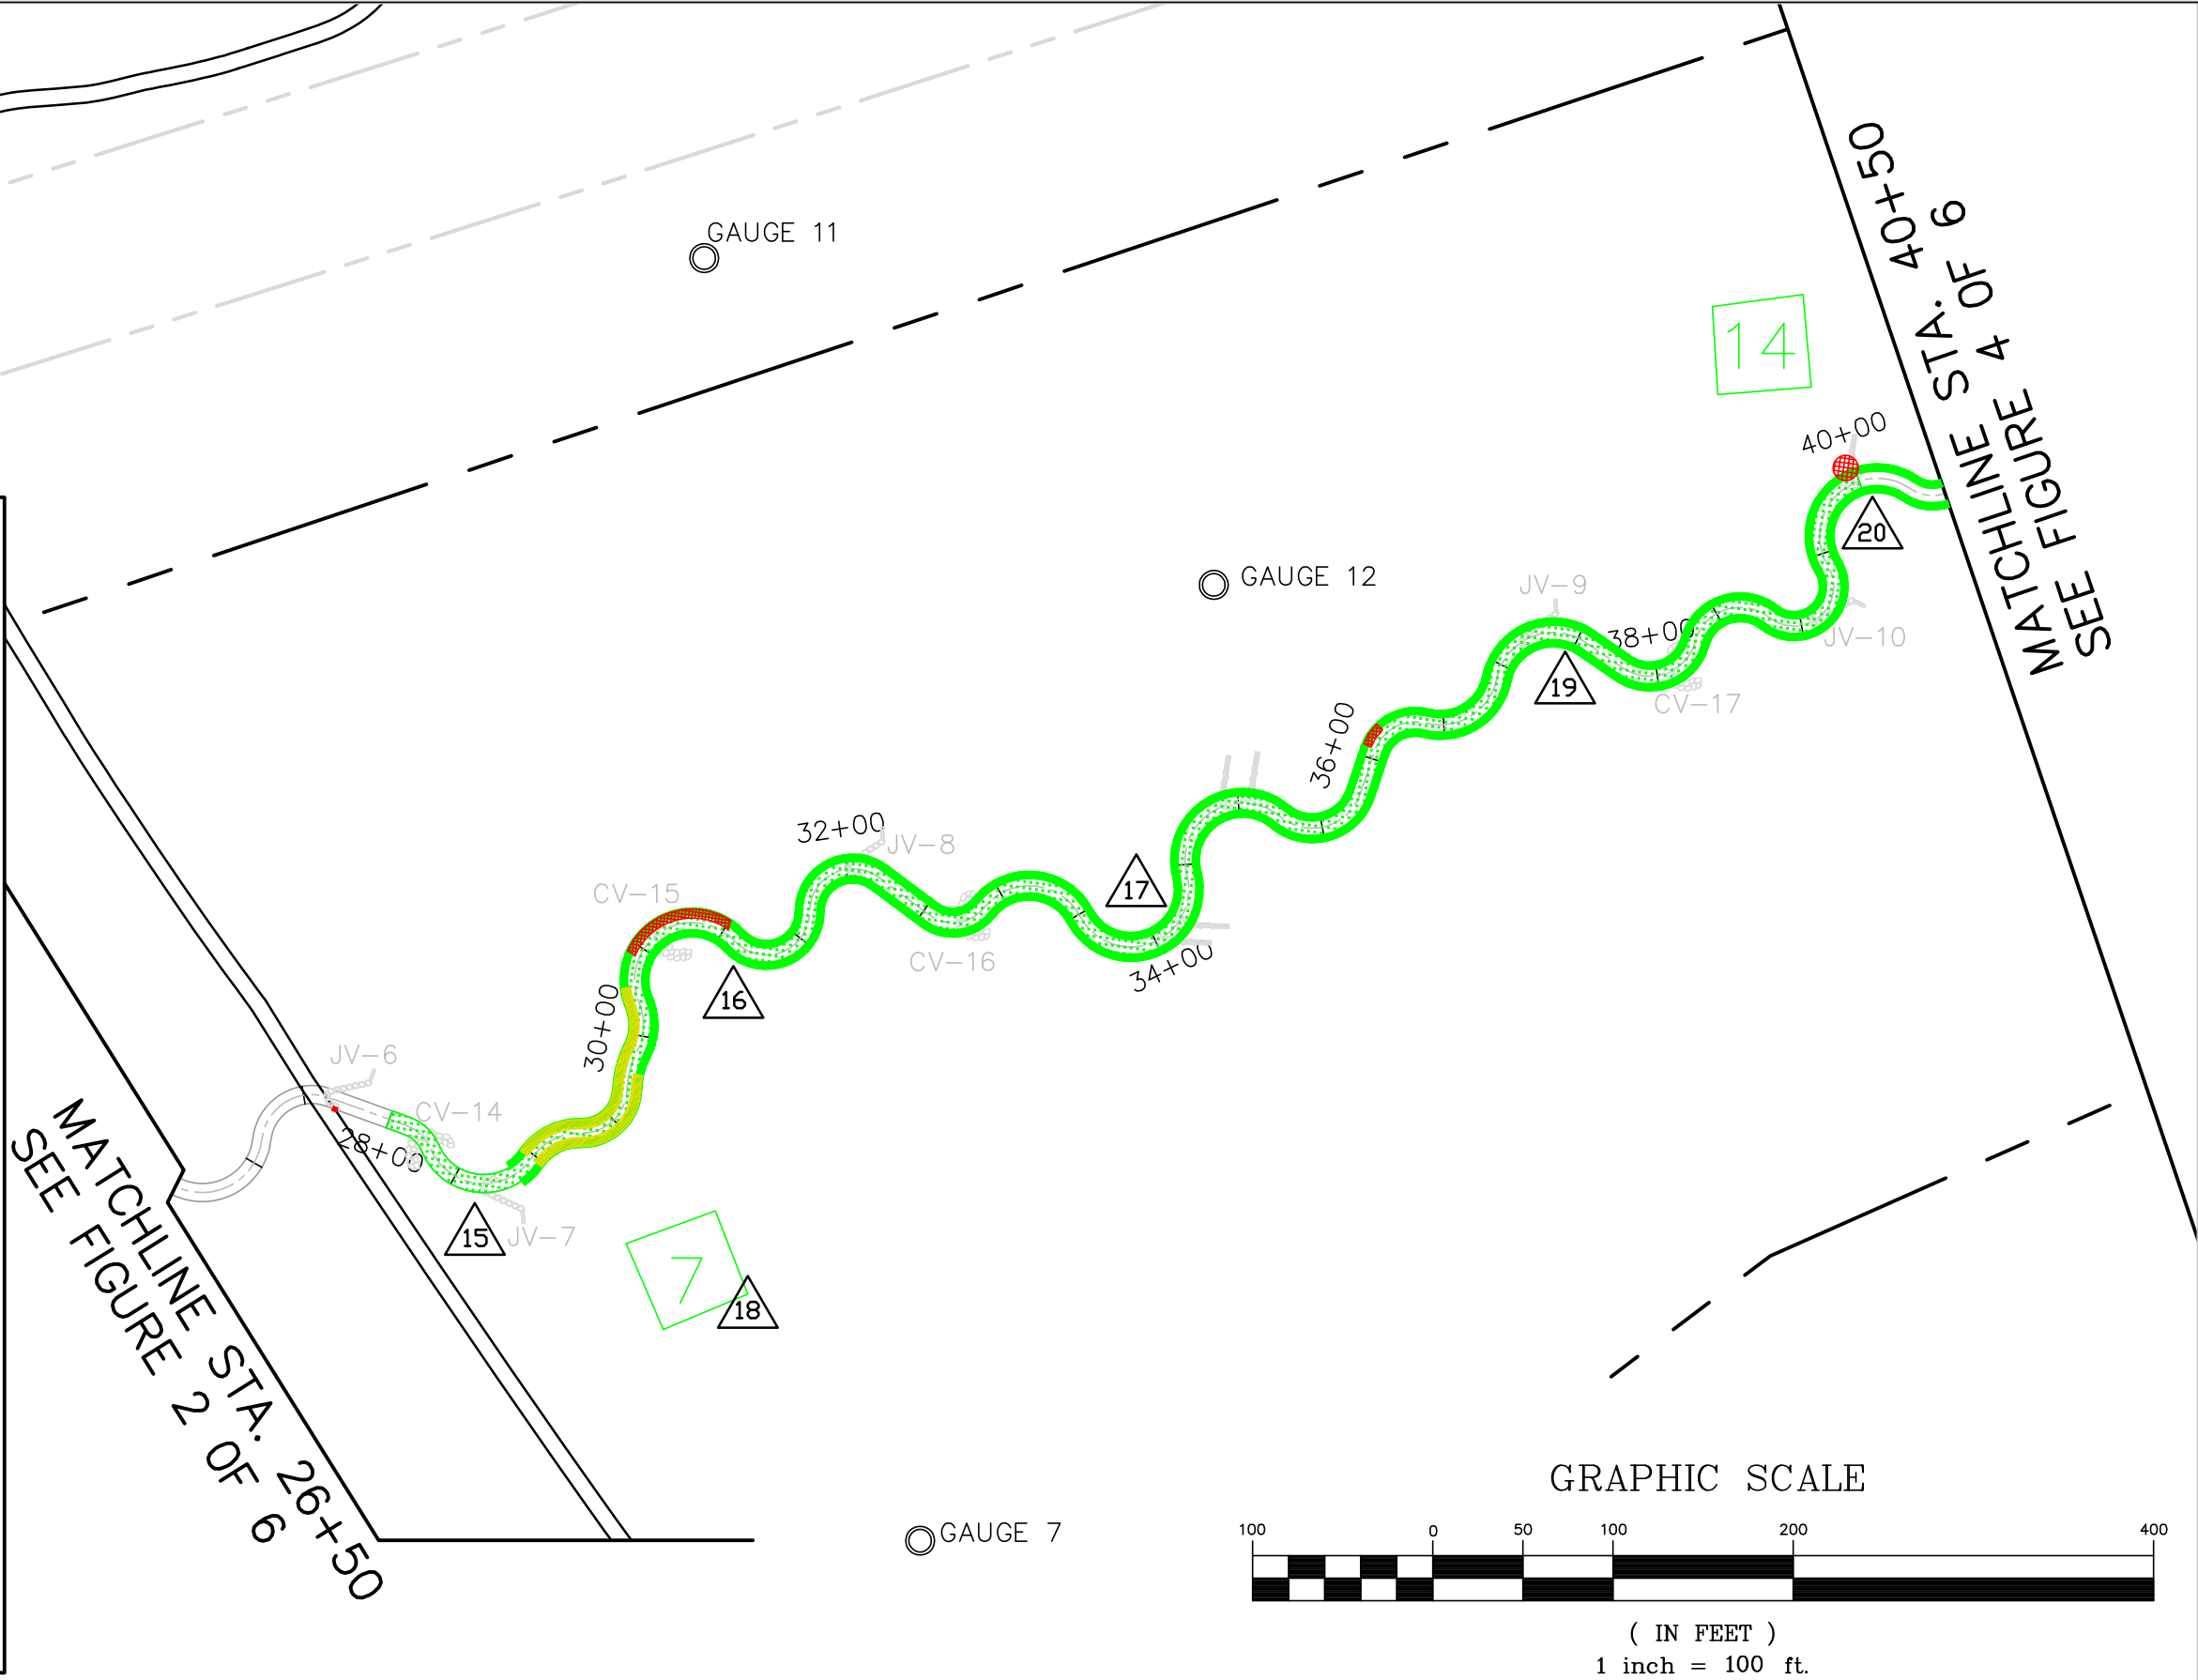 GAUGE 11
MATCHLINE STA. 40+50
SEE FIGURE 4 OF 6
14
40+00
20
GAUGE 12
JV-9
38+00
JV-10
19
CV-17
36+00
32+00
JV-8
CV-15
17
CV-16
34+00
16
30+00
JV-6
CV-14
28+00
15
JV-7
7
18
MATCHLINE STA. 26+50
SEE FIGURE 2 OF 6
GAUGE 7
GRAPHIC SCALE
100 0 50 100 200 400
( IN FEET )
1 inch = 100 ft.